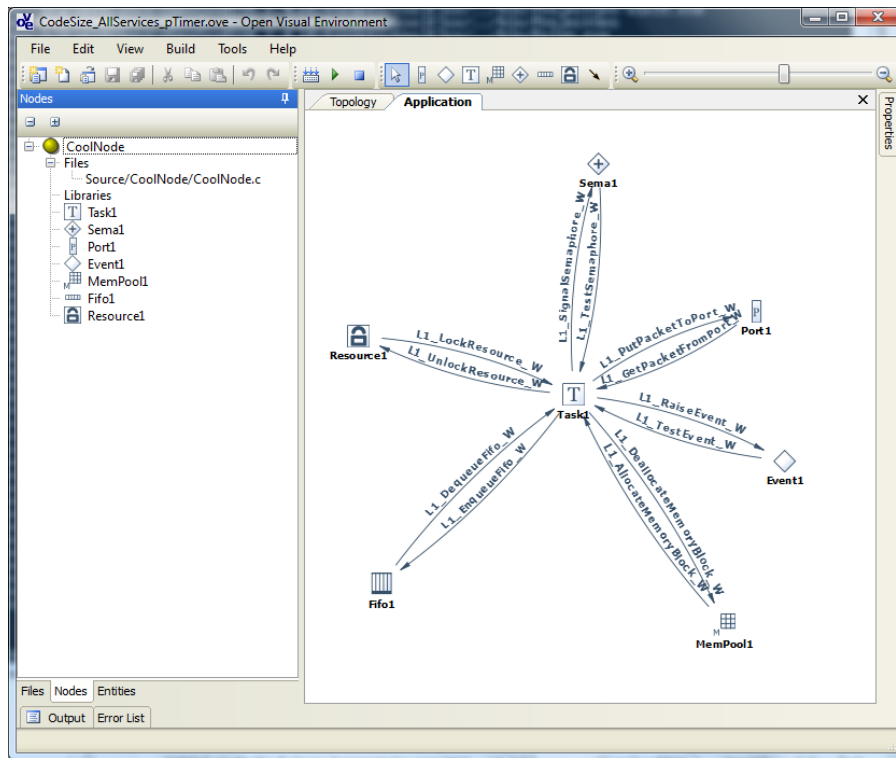 CodeSize_AllServices_pTimer.ove - Open Visual Environment
File Edit View Build Tools Help
Nodes
CoolNode
Files
Source/CoolNode/CoolNode.c
Libraries
T Task1
Sema1
P Port1
Event1
M MemPool1
Fifo1
Resource1
Files Nodes Entities
Output Error List
Topology Application
Properties
Sema1
L1_SignalSemaphore_W
L1_TestSemaphore_W
P
Port1
L1_PutPacketToPort_W
L1_GetPacketFromPort_W
Resource1
L1_LockResource_W
L1_UnlockResource_W
T
Task1
L1_RaiseEvent_W
L1_TestEvent_W
Event1
L1_DequeueFifo_W
L1_EnqueueFifo_W
Fifo1
L1_DeallocateMemoryBlock_W
L1_AllocateMemoryBlock_W
M
MemPool1